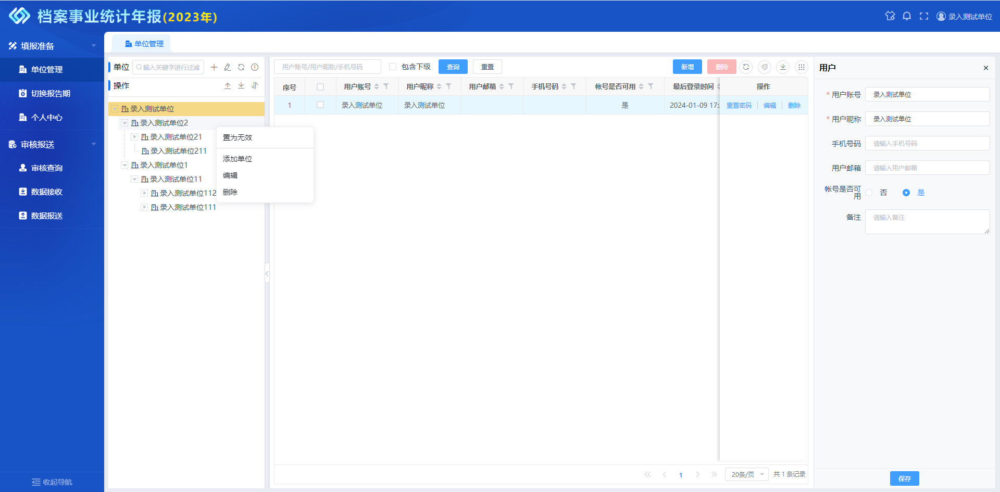 档案事业统计年报(2023年)
录入测试单位
填报准备
单位管理
切换报告期
个人中心
审核报送
审核查询
数据接收
数据报送
收起导航
单位管理
单位
输入关键字进行过滤
操作
录入测试单位
录入测试单位2
录入测试单位21
录入测试单位211
录入测试单位1
录入测试单位11
录入测试单位112
录入测试单位111
置为无效
添加单位
编辑
删除
用户账号/用户昵称/手机号码
包含下级
查询
重置
新增
删除
序号 用户账号 用户昵称 用户邮箱 手机号码 帐号是否可用 最后登录时间 操作
1 录入测试单位 录入测试单位 是 2024-01-09 17: 重置密码 编辑 删除
1
20条/页
共 1 条记录
用户
* 用户账号 录入测试单位
* 用户昵称 录入测试单位
手机号码 请输入手机号码
用户邮箱 请输入用户邮箱
帐号是否可
用
否
是
备注 请输入备注
保存